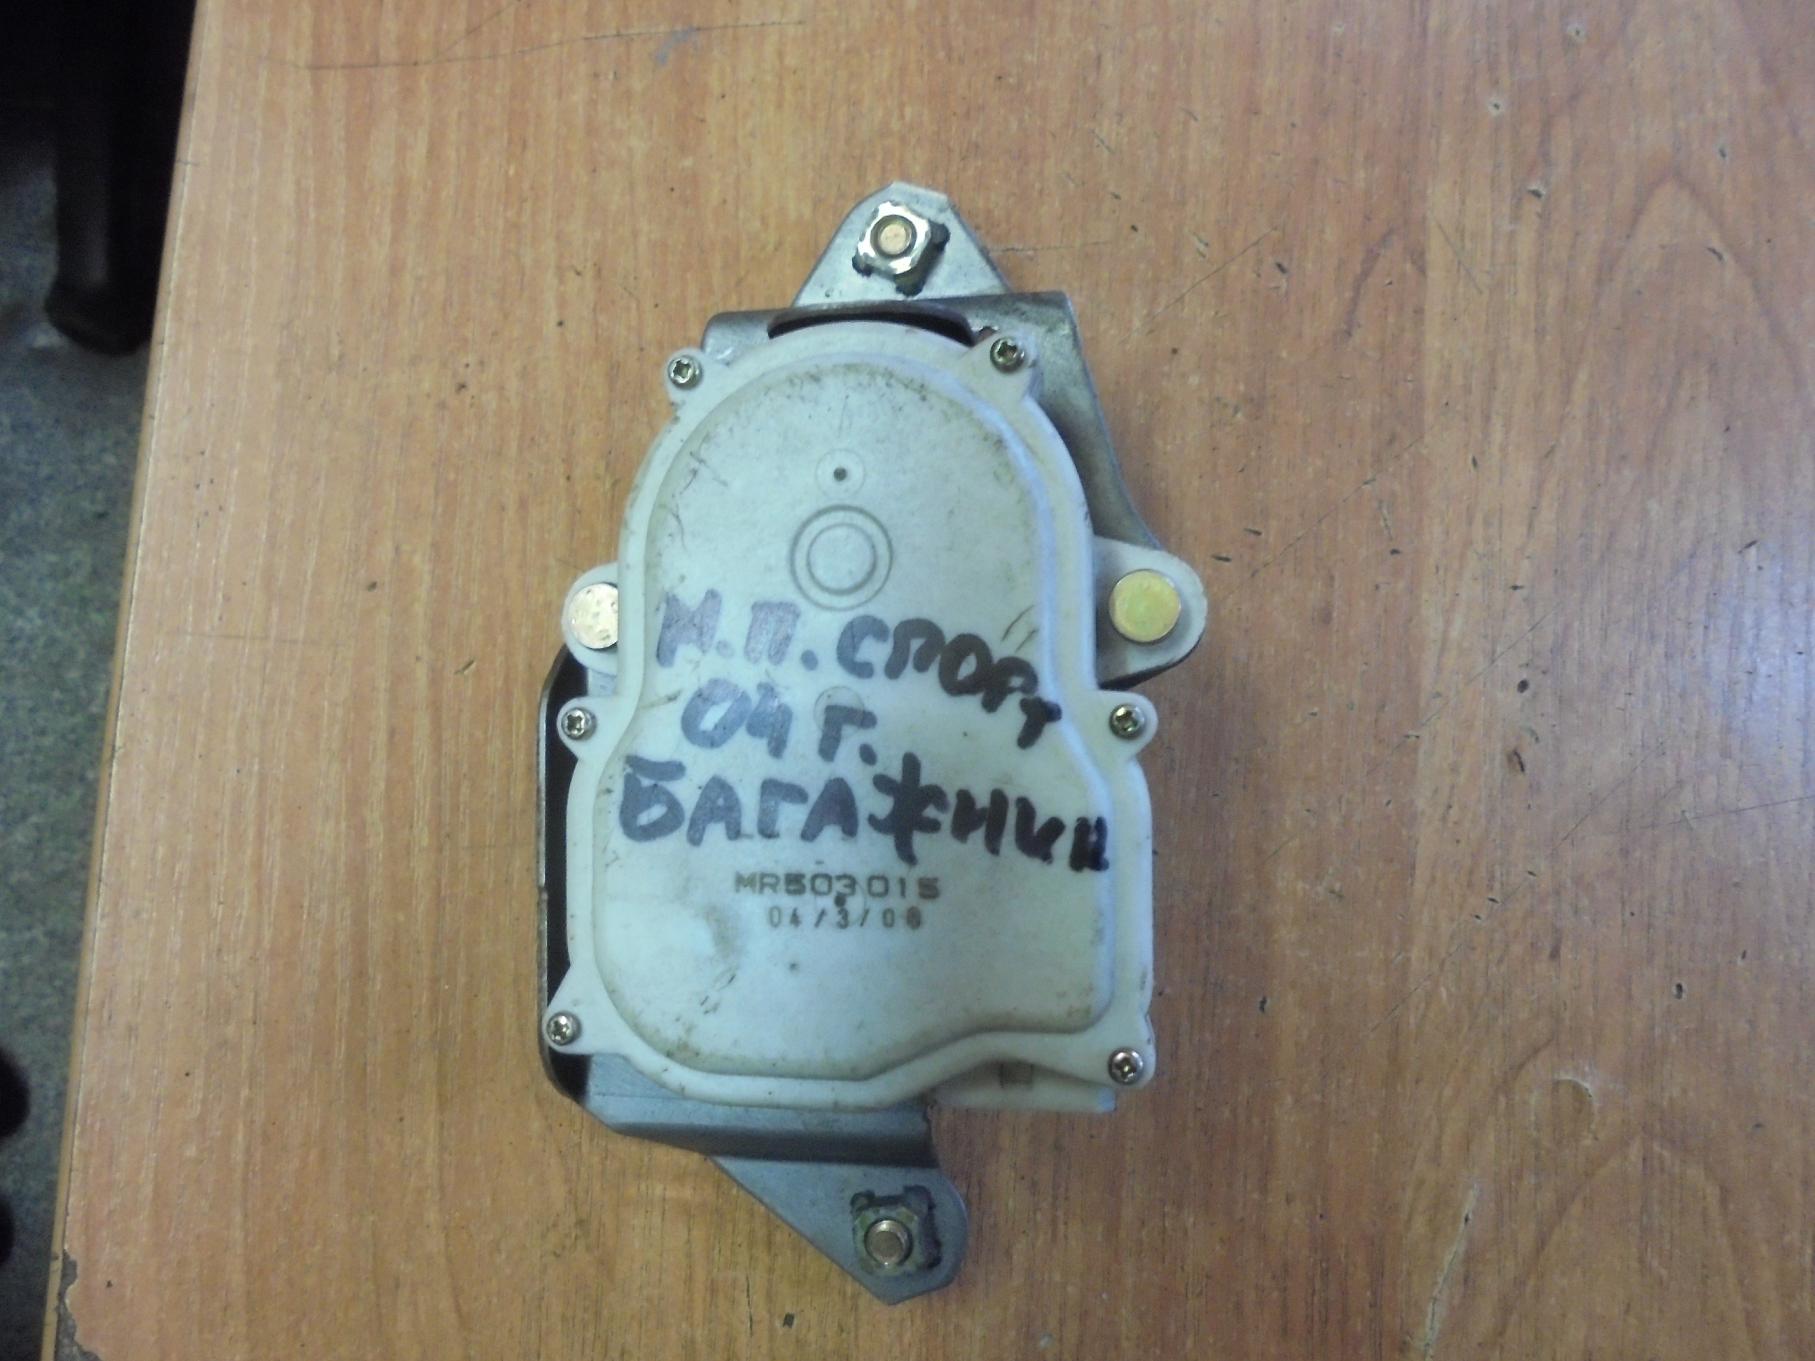 М.П. СПОРТ
04 г.
БАГАЖНИК
MR503015
04/3/08